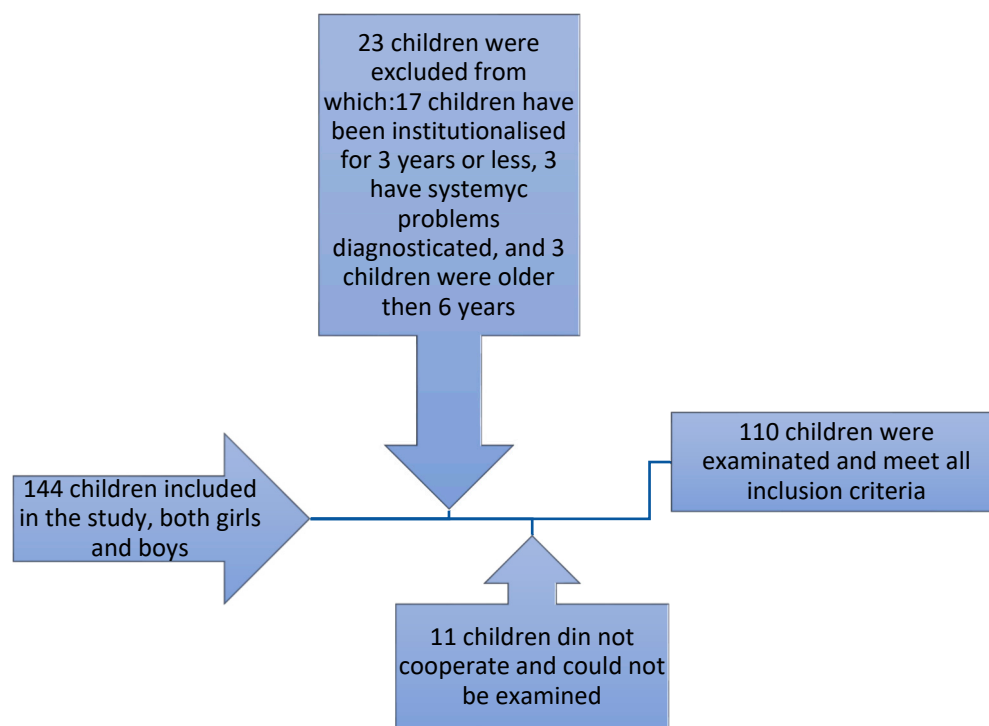 23 children were
excluded from
which:17 children have
been institutionalised
for 3 years or less, 3
have systemyc
problems
diagnosticated, and 3
children were older
then 6 years
144 children included
in the study, both girls
and boys
110 children were
examinated and meet all
inclusion criteria
11 children din not
cooperate and could not
be examined